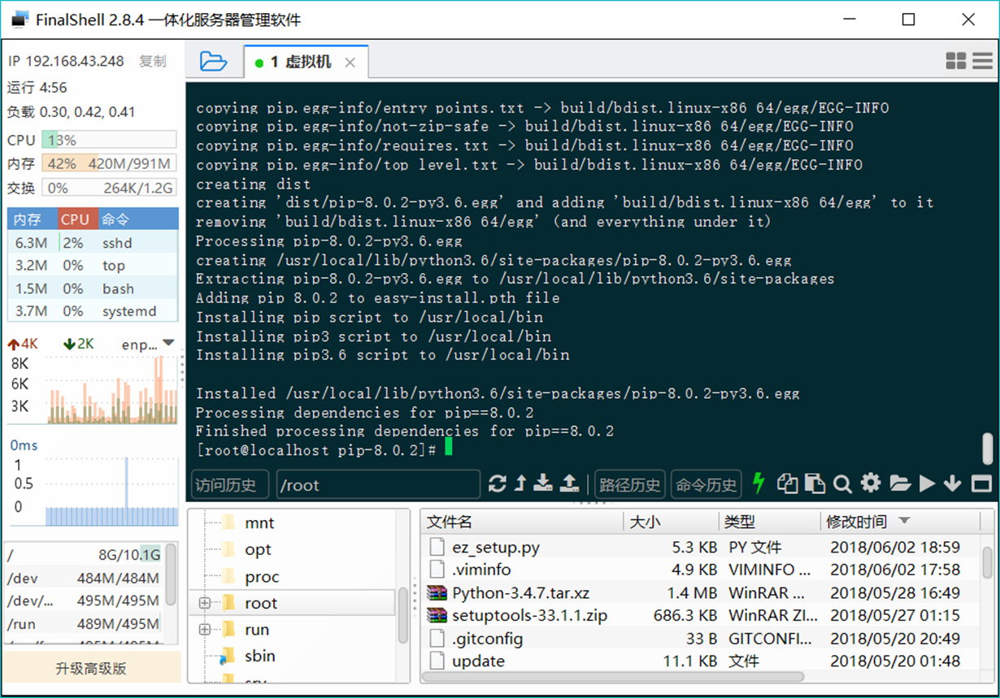 FinalShell 2.8.4 一体化服务器管理软件
IP 192.168.43.248 复制
运行 4:56
负载 0.30, 0.42, 0.41
CPU 13%
内存 42% 420M/991M
交换 0% 264K/1.2G
内存 CPU 命令
6.3M 2% sshd
3.2M 0% top
1.5M 0% bash
3.7M 0% systemd
4K 2K enp...
8K
6K
3K
0ms
1
0.5
0
/ 8G/10.1G
/dev 484M/484M
/dev/... 495M/495M
/run 489M/495M
升级高级版
1 虚拟机
copying pip.egg-info/entry_points.txt -> build/bdist.linux-x86_64/egg/EGG-INFO
copying pip.egg-info/not-zip-safe -> build/bdist.linux-x86_64/egg/EGG-INFO
copying pip.egg-info/requires.txt -> build/bdist.linux-x86_64/egg/EGG-INFO
copying pip.egg-info/top_level.txt -> build/bdist.linux-x86_64/egg/EGG-INFO
creating dist
creating 'dist/pip-8.0.2-py3.6.egg' and adding 'build/bdist.linux-x86_64/egg' to it
removing 'build/bdist.linux-x86_64/egg' (and everything under it)
Processing pip-8.0.2-py3.6.egg
creating /usr/local/lib/python3.6/site-packages/pip-8.0.2-py3.6.egg
Extracting pip-8.0.2-py3.6.egg to /usr/local/lib/python3.6/site-packages
Adding pip 8.0.2 to easy-install.pth file
Installing pip script to /usr/local/bin
Installing pip3 script to /usr/local/bin
Installing pip3.6 script to /usr/local/bin
Installed /usr/local/lib/python3.6/site-packages/pip-8.0.2-py3.6.egg
Processing dependencies for pip==8.0.2
Finished processing dependencies for pip==8.0.2
[root@localhost pip-8.0.2]#
访问历史 /root 路径历史 命令历史
mnt
opt
proc
root
run
sbin
文件名 大小 类型 修改时间
ez_setup.py 5.3 KB PY 文件 2018/06/02 18:59
.viminfo 4.9 KB VIMINFO ... 2018/06/02 17:58
Python-3.4.7.tar.xz 1.4 MB WinRAR ... 2018/05/28 16:49
setuptools-33.1.1.zip 686.3 KB WinRAR ZI... 2018/05/27 01:15
.gitconfig 33 B GITCONFI... 2018/05/20 20:49
update 11.1 KB 文件 2018/05/20 01:48